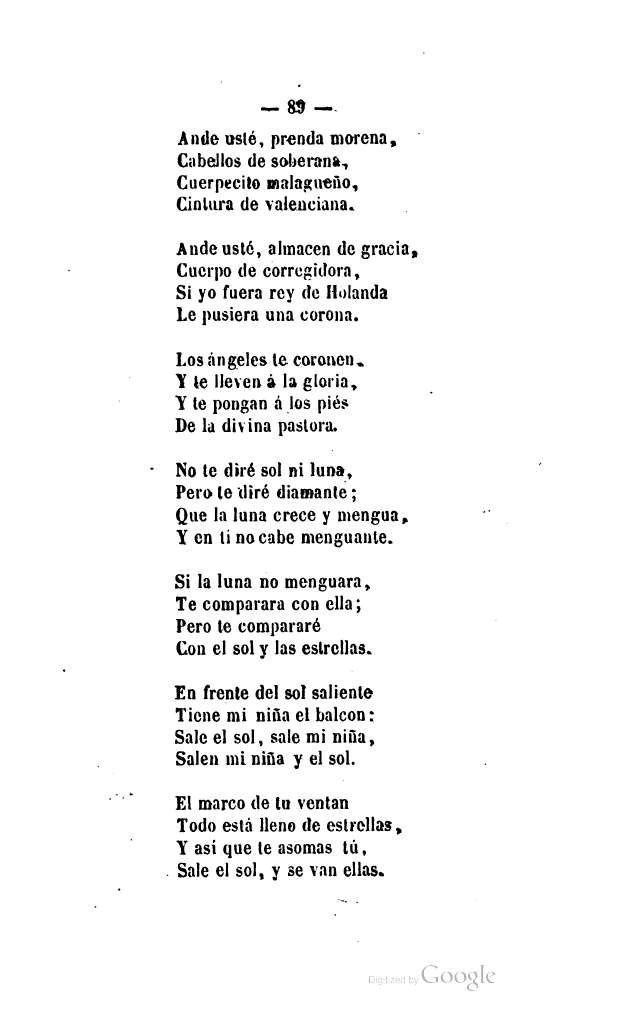 — 89 —
Ande usté, prenda morena,
Cabellos de soberana,
Cuerpecito malagueño,
Cintura de valenciana.
Ande usté, almacen de gracia,
Cuerpo de corregidora,
Si yo fuera rey de Holanda
Le pusiera una corona.
Los ángeles te coronen.
Y te lleven á la gloria,
Y te pongan á los piés
De la divina pastora.
No te diré sol ni luna,
Pero te diré diamante;
Que la luna crece y mengua,
Y en ti no cabe menguante.
Si la luna no menguara,
Te comparara con ella;
Pero te compararé
Con el sol y las estrellas.
En frente del sol saliente
Tiene mi niña el balcon:
Sale el sol, sale mi niña,
Salen mi niña y el sol.
El marco de tu ventan
Todo está lleno de estrellas,
Y asi que te asomas tú,
Sale el sol, y se van ellas.
Digitized by Google